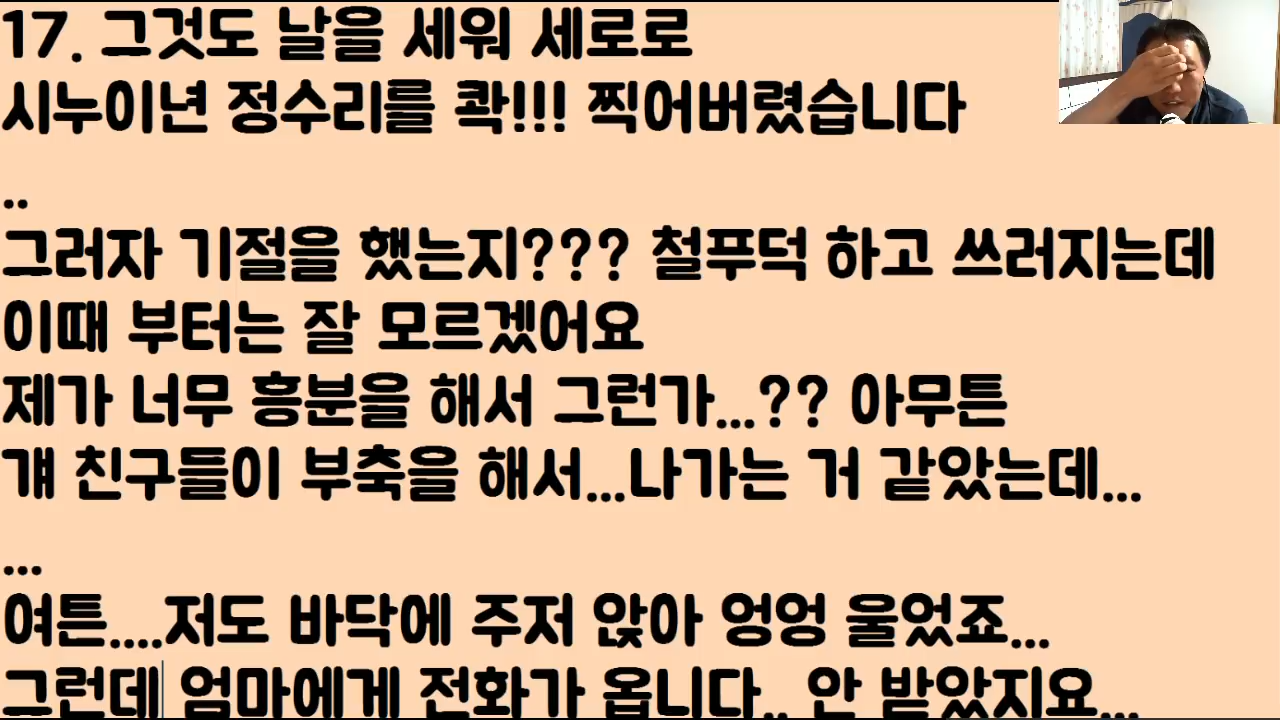 17. 그것도 날을 세워 세로로
시누이년 정수리를 콱!!! 찍어버렸습니다
..
그러자 기절을 했는지??? 철푸덕 하고 쓰러지는데
이때 부터는 잘 모르겠어요
제가 너무 흥분을 해서 그런가...?? 아무튼
걔 친구들이 부축을 해서...나가는 거 같았는데...
...
여튼....저도 바닥에 주저 앉아 엉엉 울었죠...
그런데 엄마에게 전화가 옵니다.. 안 받았지요...